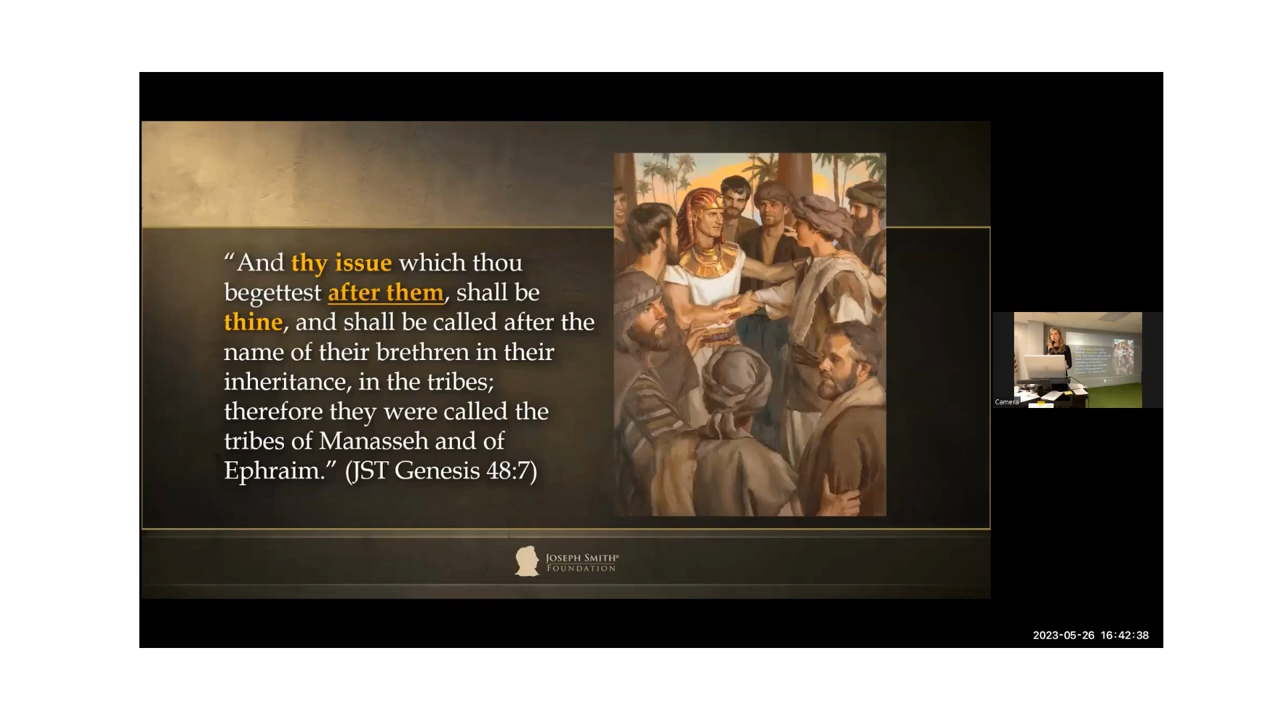 “And thy issue which thou
begettest after them, shall be
thine, and shall be called after the
name of their brethren in their
inheritance, in the tribes;
therefore they were called the
tribes of Manasseh and of
Ephraim.” (JST Genesis 48:7)
JOSEPH SMITH®
FOUNDATION
Camera
2023-05-26 16:42:38